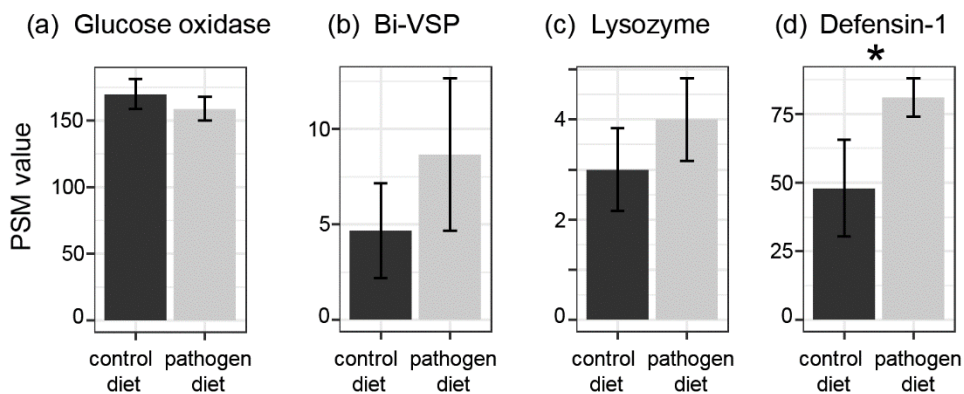 (a) Glucose oxidase
(b) Bi-VSP
(c) Lysozyme
(d) Defensin-1
*
PSM value
150
100
50
0
10
5
0
4
2
0
75
50
25
0
control diet
pathogen diet
control diet
pathogen diet
control diet
pathogen diet
control diet
pathogen diet